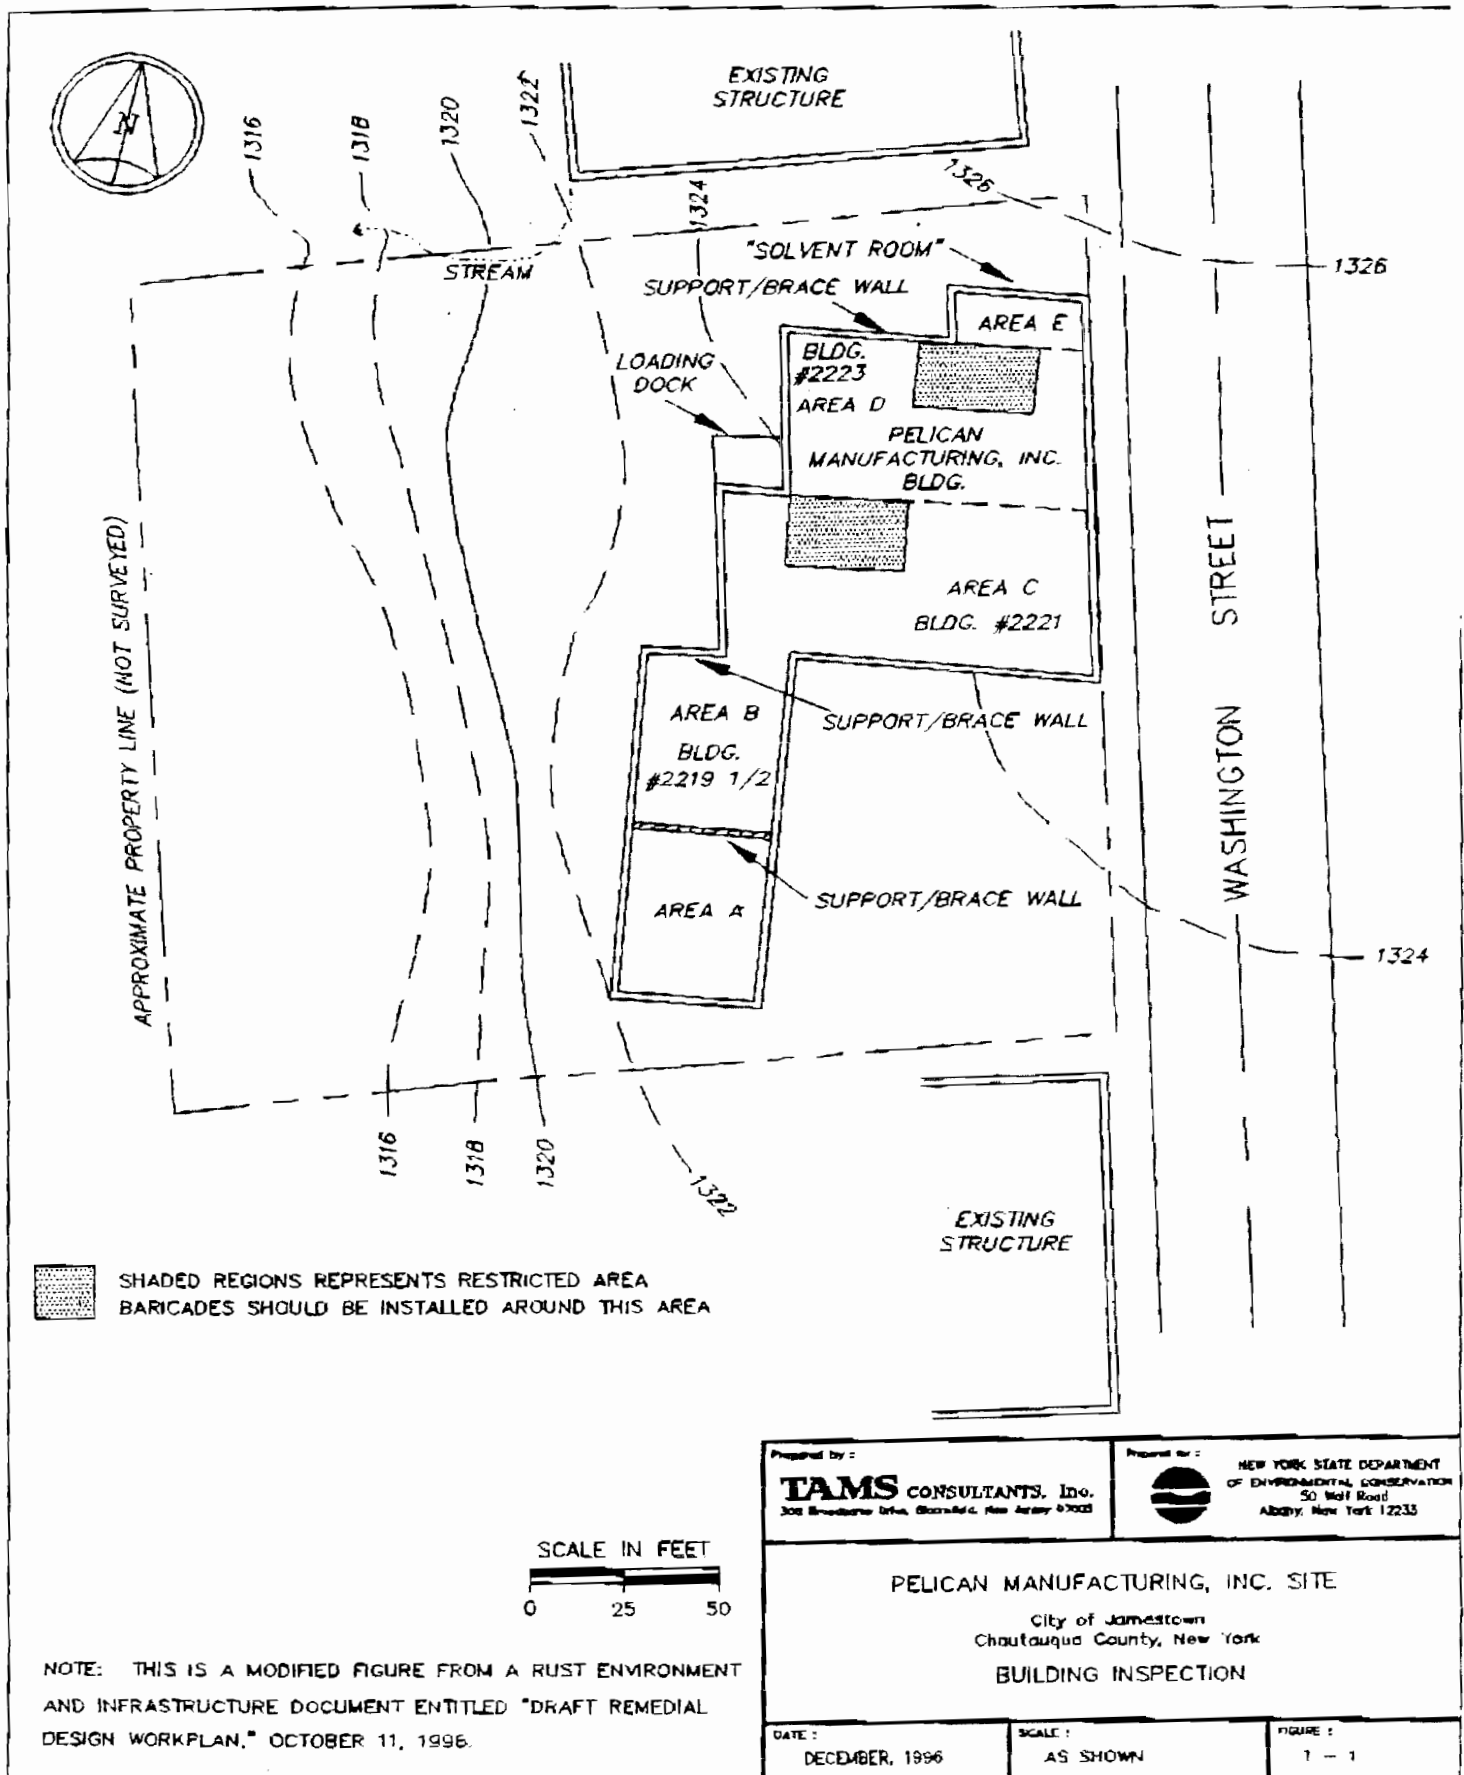 EXISTING
STRUCTURE
N
1316
1318
1320
1322
1324
1326
1326
"SOLVENT ROOM"
STREAM
SUPPORT/BRACE WALL
AREA E
BLDG.
#2223
LOADING
DOCK
AREA D
PELICAN
MANUFACTURING, INC.
BLDG.
APPROXIMATE PROPERTY LINE (NOT SURVEYED)
AREA C
BLDG. #2221
WASHINGTON STREET
AREA B
SUPPORT/BRACE WALL
BLDG.
#2219 1/2
SUPPORT/BRACE WALL
AREA A
1324
1316
1318
1320
1322
EXISTING
STRUCTURE
SHADED REGIONS REPRESENTS RESTRICTED AREA
BARICADES SHOULD BE INSTALLED AROUND THIS AREA
Prepared by :
TAMS CONSULTANTS, Inc.
Prepared for :
NEW YORK STATE DEPARTMENT
OF ENVIRONMENTAL CONSERVATION
50 Wolf Road
Albany, New York 12233
SCALE IN FEET
0 25 50
PELICAN MANUFACTURING, INC. SITE
City of Jamestown
Chautauqua County, New York
BUILDING INSPECTION
NOTE: THIS IS A MODIFIED FIGURE FROM A RUST ENVIRONMENT
AND INFRASTRUCTURE DOCUMENT ENTITLED "DRAFT REMEDIAL
DESIGN WORKPLAN," OCTOBER 11, 1996.
DATE :
DECEMBER, 1996
SCALE :
AS SHOWN
FIGURE :
1 - 1